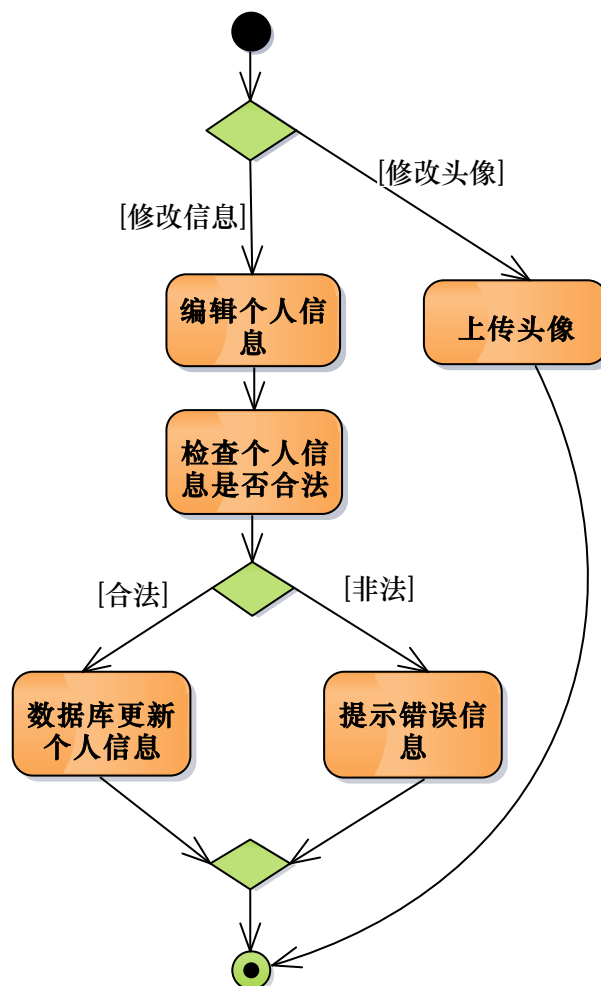 [修改头像]
[修改信息]
编辑个人信
息
上传头像
检查个人信
息是否合法
[合法]
[非法]
数据库更新
个人信息
提示错误信
息